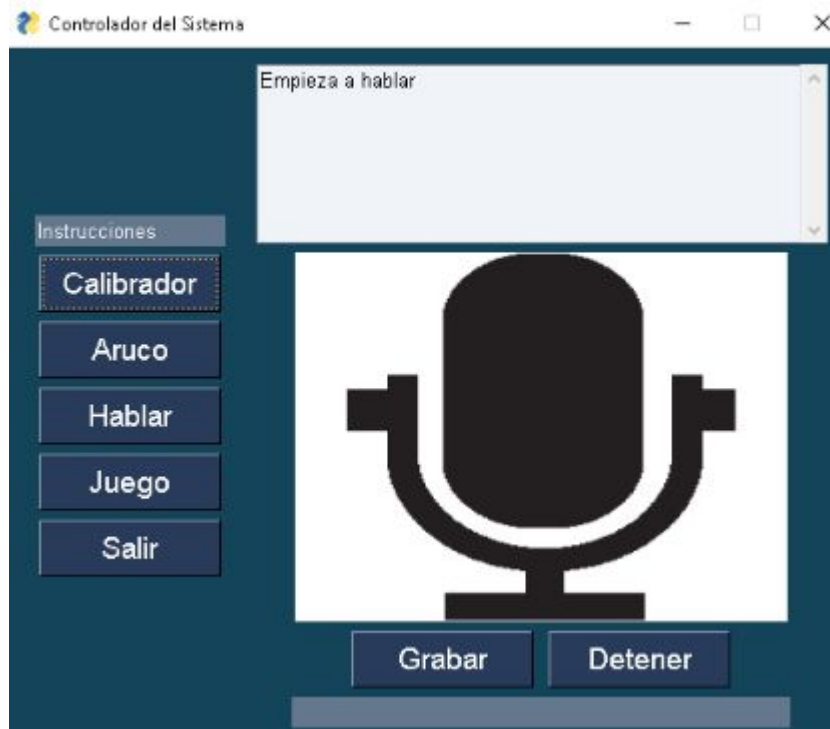 Controlador del Sistema
Empieza a hablar
Instrucciones
Calibrador
Aruco
Hablar
Juego
Salir
Grabar
Detener